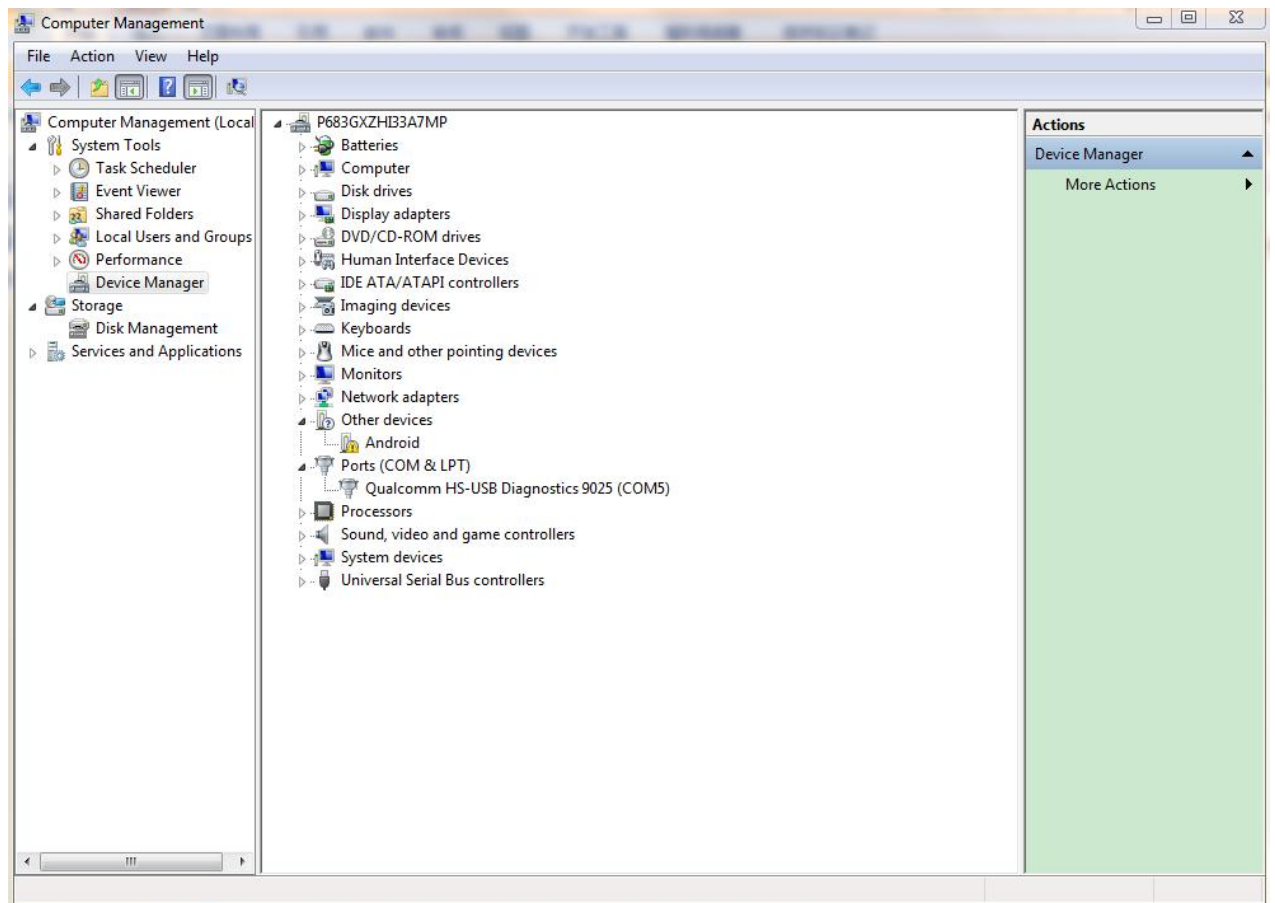 Computer Management
File Action View Help
Computer Management (Local
System Tools
Task Scheduler
Event Viewer
Shared Folders
Local Users and Groups
Performance
Device Manager
Storage
Disk Management
Services and Applications
P683GXZHI33A7MP
Batteries
Computer
Disk drives
Display adapters
DVD/CD-ROM drives
Human Interface Devices
IDE ATA/ATAPI controllers
Imaging devices
Keyboards
Mice and other pointing devices
Monitors
Network adapters
Other devices
Android
Ports (COM & LPT)
Qualcomm HS-USB Diagnostics 9025 (COM5)
Processors
Sound, video and game controllers
System devices
Universal Serial Bus controllers
Actions
Device Manager
More Actions